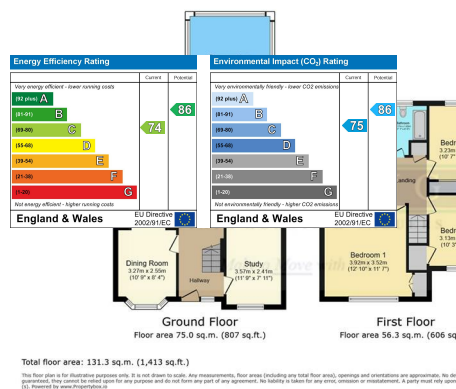 Energy Efficiency Rating
Current Potential
Very energy efficient - lower running costs
(92 plus) A
(81-91) B
(69-80) C
(55-68) D
(39-54) E
(21-38) F
(1-20) G
74
86
Not energy efficient - higher running costs
England & Wales
EU Directive
2002/91/EC
Environmental Impact (CO2) Rating
Current Potential
Very environmentally friendly - lower CO2 emissions
(92 plus) A
(81-91) B
(69-80) C
(55-68) D
(39-54) E
(21-38) F
(1-20) G
75
86
Not environmentally friendly - higher CO2 emissions
England & Wales
EU Directive
2002/91/EC
Bedr
3.23m
(10' 7"
anding
Bedr
3.13m
(10' 3"
Dining Room
3.27m x 2.55m
(10' 9" x 8' 4")
Hallway
Study
3.57m x 2.41m
(11' 9" x 7' 11")
Bedroom 1
3.92m x 3.52m
(12' 10" x 11' 7")
Ground Floor
Floor area 75.0 sq.m. (807 sq.ft.)
First Floor
Floor area 56.3 sq.m. (606 sq
Total floor area: 131.3 sq.m. (1,413 sq.ft.)
This floor plan is for illustrative purposes only. It is not drawn to scale. Any measurements, floor areas (including any total floor area), openings and orientations are approximate. No de
guaranteed, they cannot be relied upon for any purpose and do not form any part of any agreement. No liability is taken for any error, omission or misstatement. A party must rely upon
(s). Powered by www.Propertybox.io